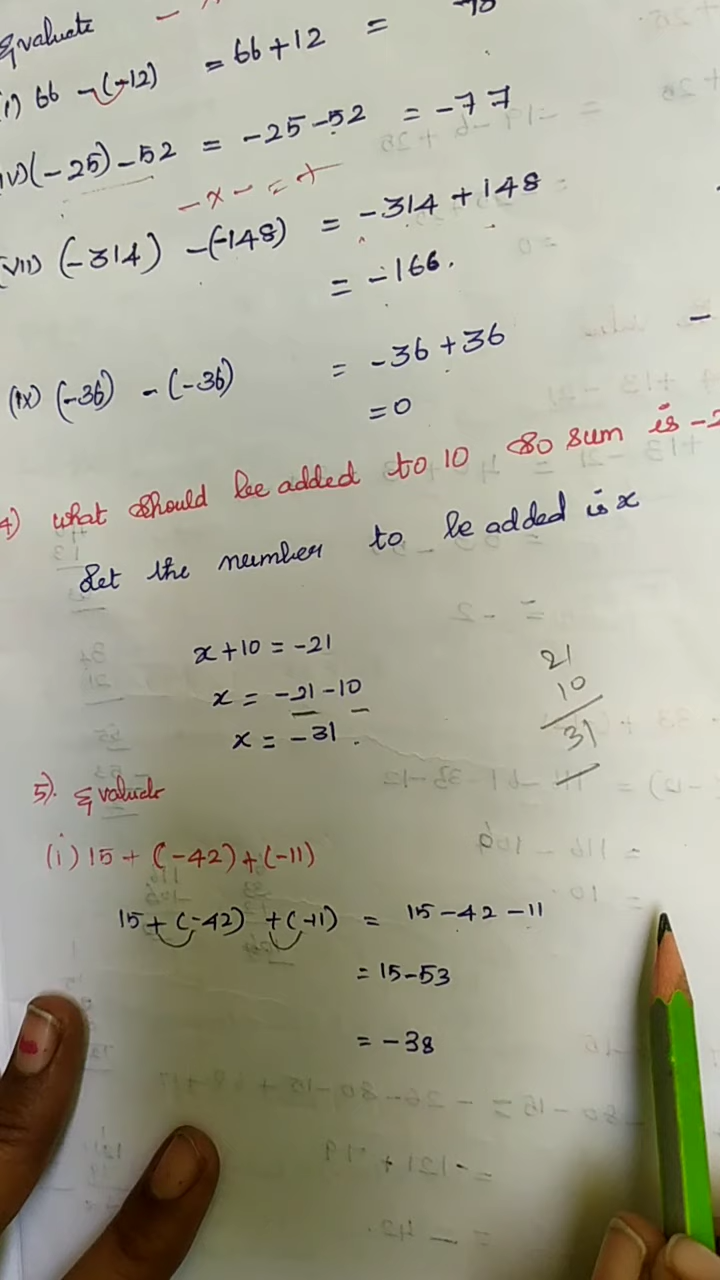 Evaluate
(i) 66 - (-12) = 66 + 12 = 78
(iv) (-25) - 52 = -25 - 52 = -77
- x - = +
(vii) (-314) - (-148) = -314 + 148
= -166.
(ix) (-36) - (-36) = -36 + 36
= 0
4) what should be added to 10 so sum is -2
Let the number to be added is x
x + 10 = -21
x = -21 - 10
x = -31.
21
10
31
5). Evaluate
(i) 15 + (-42) + (-11)
15 + (-42) + (-11) = 15 - 42 - 11
= 15 - 53
= -38